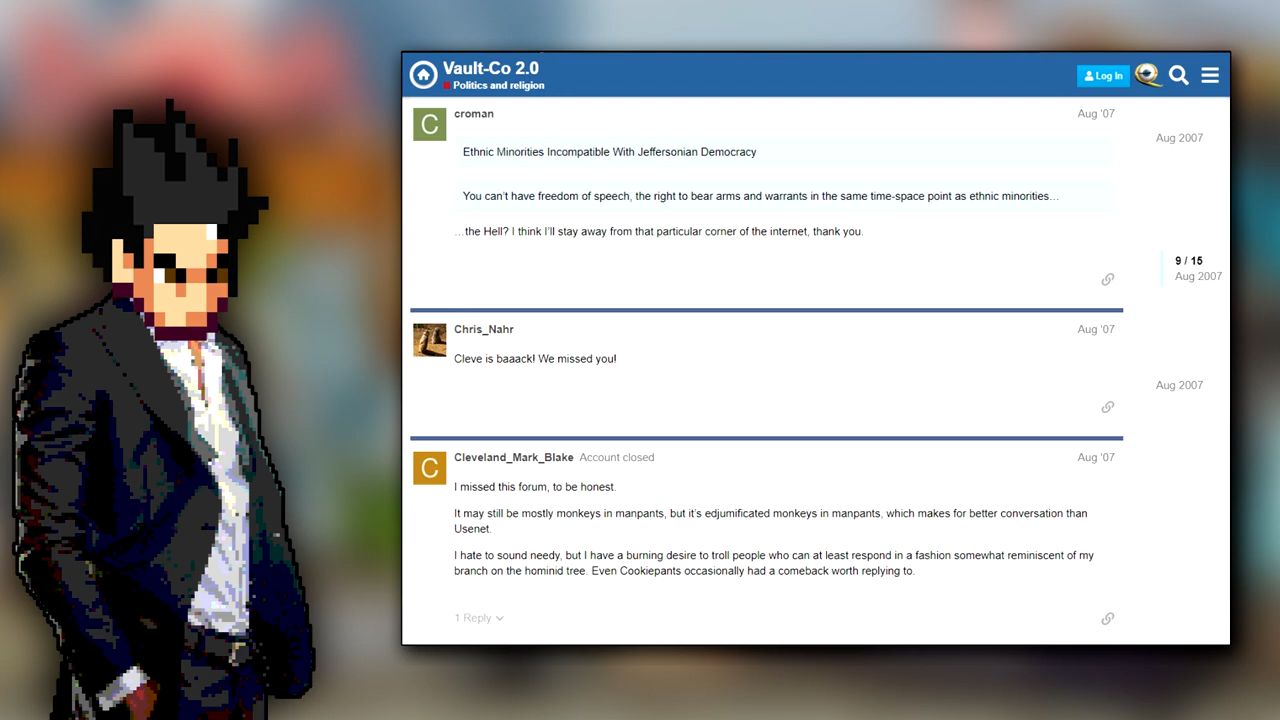 Vault-Co 2.0
Politics and religion
Log In
C
croman
Aug '07
Aug 2007
Ethnic Minorities Incompatible With Jeffersonian Democracy
You can't have freedom of speech, the right to bear arms and warrants in the same time-space point as ethnic minorities…
…the Hell? I think I'll stay away from that particular corner of the internet, thank you.
9 / 15
Aug 2007
Chris_Nahr
Aug '07
Cleve is baaack! We missed you!
Aug 2007
C
Cleveland_Mark_Blake Account closed
Aug '07
I missed this forum, to be honest.
It may still be mostly monkeys in manpants, but it's edjumificated monkeys in manpants, which makes for better conversation than
Usenet.
I hate to sound needy, but I have a burning desire to troll people who can at least respond in a fashion somewhat reminiscent of my
branch on the hominid tree. Even Cookiepants occasionally had a comeback worth replying to.
1 Reply